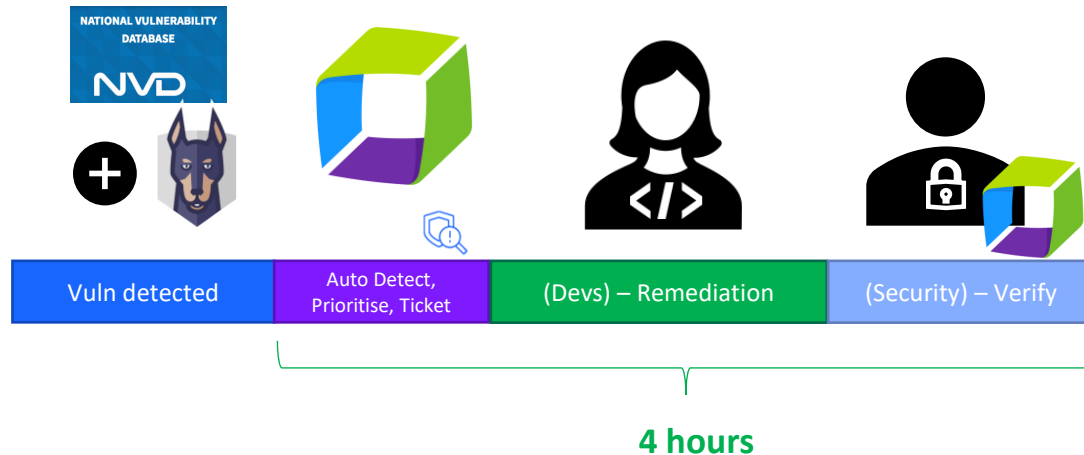 NATIONAL VULNERABILITY
DATABASE
NVD
</>
Vuln detected
Auto Detect,
Prioritise, Ticket
(Devs) – Remediation
(Security) – Verify
4 hours